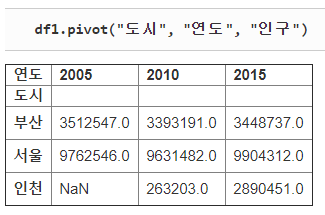 df1.pivot("도시", "연도", "인구")
연도 2005 2010 2015
도시
부산 3512547.0 3393191.0 3448737.0
서울 9762546.0 9631482.0 9904312.0
인천 NaN 263203.0 2890451.0